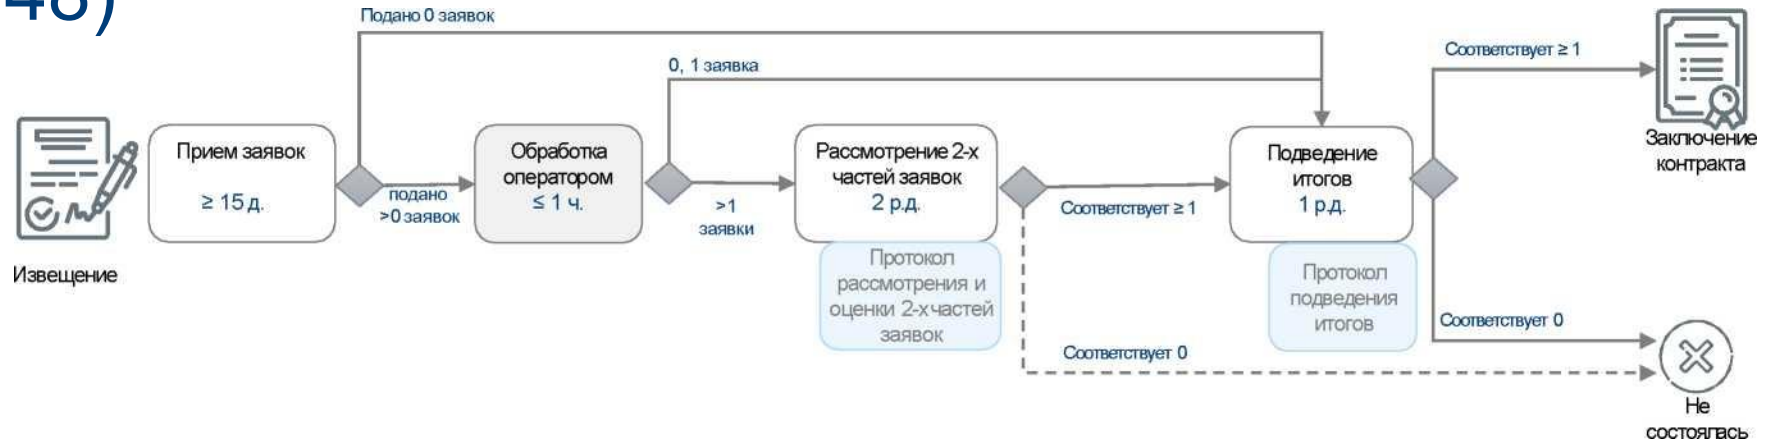 48)
Подано 0 заявок
0, 1 заявка
Соответствует ≥ 1
Извещение
Прием заявок
≥ 15 д.
подано
>0 заявок
Обработка
оператором
≤ 1 ч.
>1
заявки
Рассмотрение 2-х
частей заявок
2 р.д.
Протокол
рассмотрения и
оценки 2-х частей
заявок
Соответствует ≥ 1
Соответствует 0
Подведение
итогов
1 р.д.
Протокол
подведения
итогов
Заключение
контракта
Соответствует 0
Не
состоялась